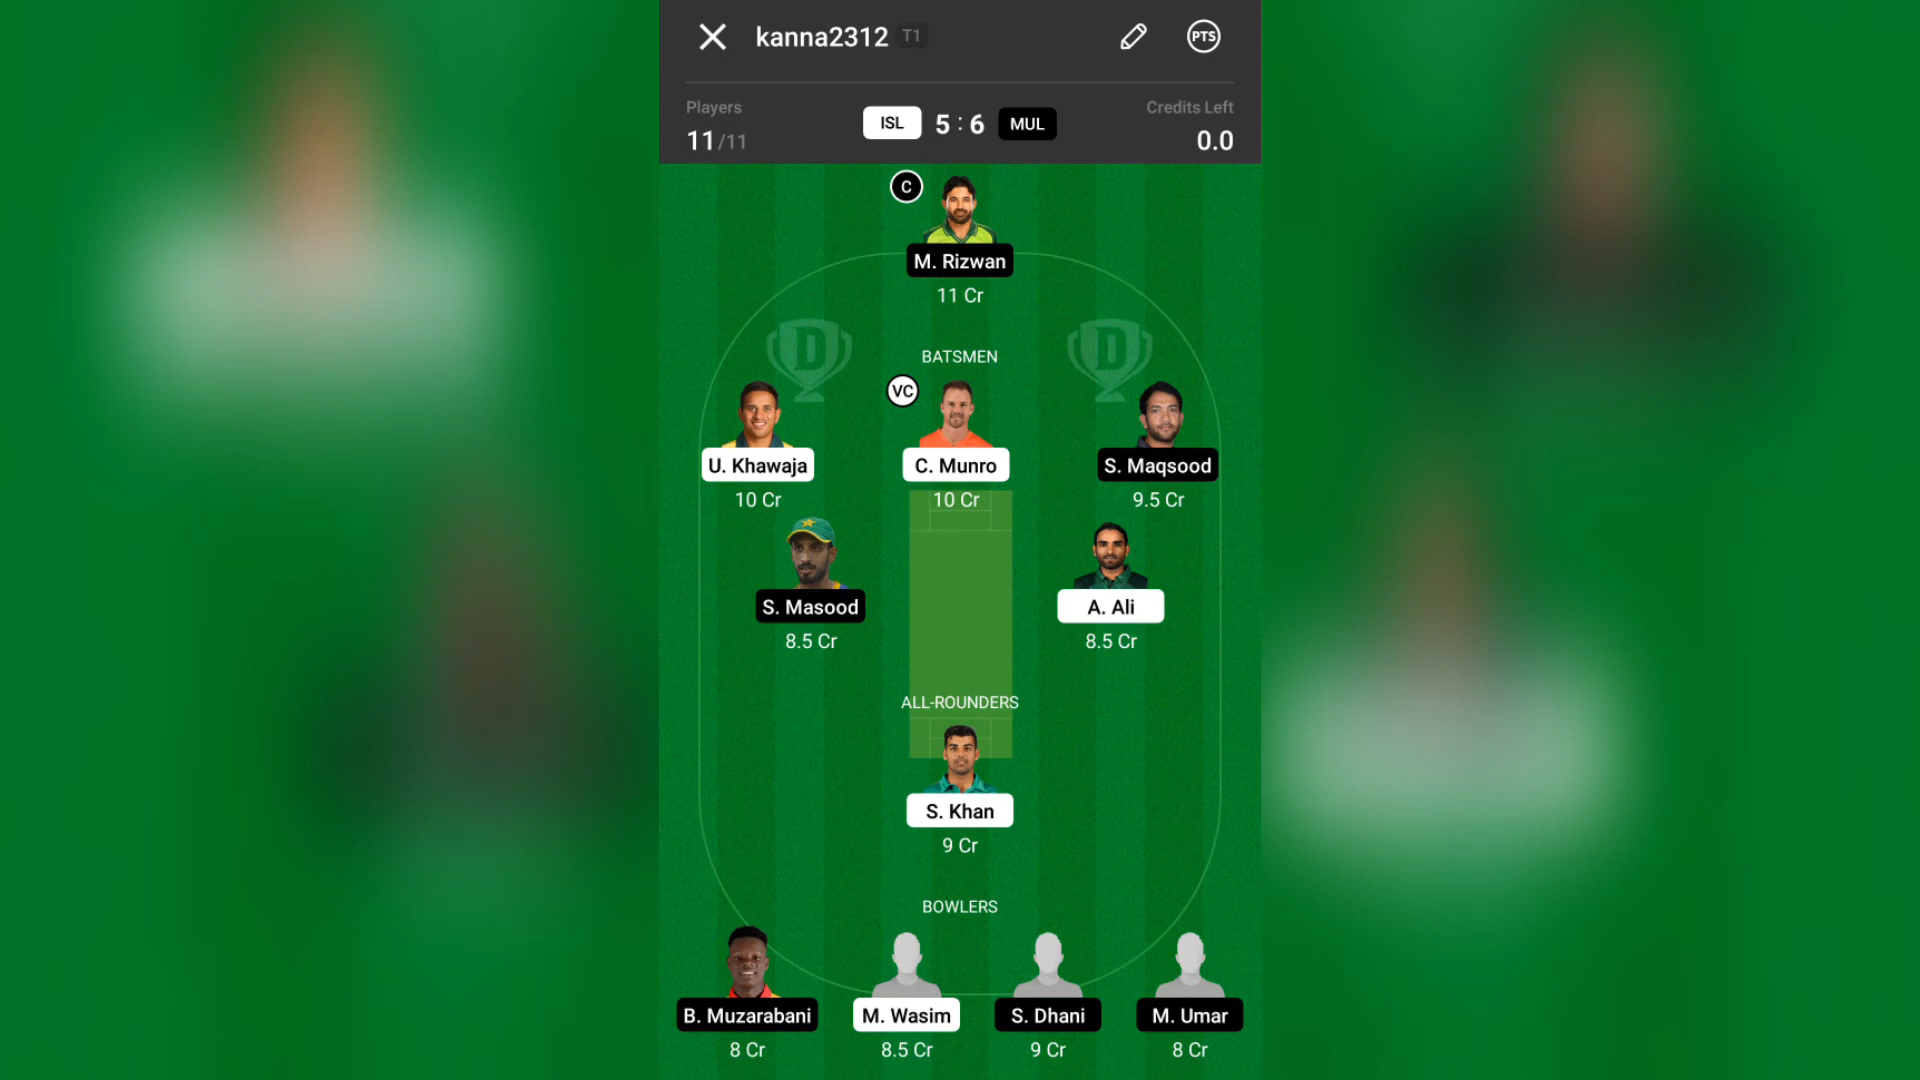 kanna2312 T1
PTS
Players
11/11
ISL 5 : 6 MUL
Credits Left
0.0
C
M. Rizwan
11 Cr
D D
BATSMEN
VC
U. Khawaja C. Munro S. Maqsood
10 Cr 10 Cr 9.5 Cr
S. Masood A. Ali
8.5 Cr 8.5 Cr
ALL-ROUNDERS
S. Khan
9 Cr
BOWLERS
B. Muzarabani M. Wasim S. Dhani M. Umar
8 Cr 8.5 Cr 9 Cr 8 Cr